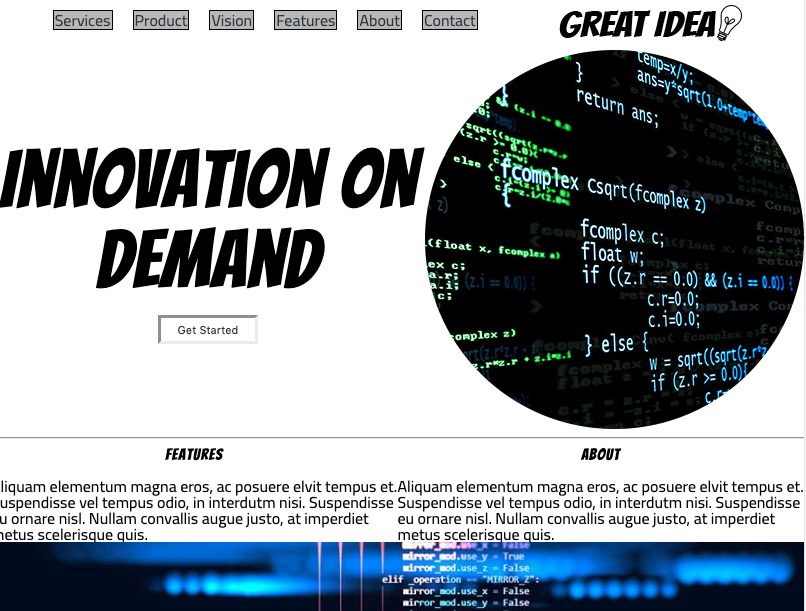 Services Product Vision Features About Contact
GREAT IDEA
INNOVATION ON
DEMAND
Get Started
temp=x/y;
}
ans=y*sqrt(1.0+temp*te
return ans;
fcomplex Csqrt(fcomplex z)
{
fcomplex c;
float w;
if ((z.r == 0.0) && (z.i == 0.0)) {
c.r=0.0;
c.i=0.0;
} else {
w = sqrt((sqrt(z.r*z
if (z.r >= 0.0){
FEATURES
liquam elementum magna eros, ac posuere elvit tempus et.
uspendisse vel tempus odio, in interdutm nisi. Suspendisse
u ornare nisl. Nullam convallis augue justo, at imperdiet
metus scelerisque quis.
ABOUT
Aliquam elementum magna eros, ac posuere elvit tempus et.
Suspendisse vel tempus odio, in interdutm nisi. Suspendisse
eu ornare nisl. Nullam convallis augue justo, at imperdiet
metus scelerisque quis.
mirror_mod.use_x = False
mirror_mod.use_y = True
mirror_mod.use_z = False
elif _operation == "MIRROR_Z":
mirror_mod.use_x = False
mirror_mod.use_y = False